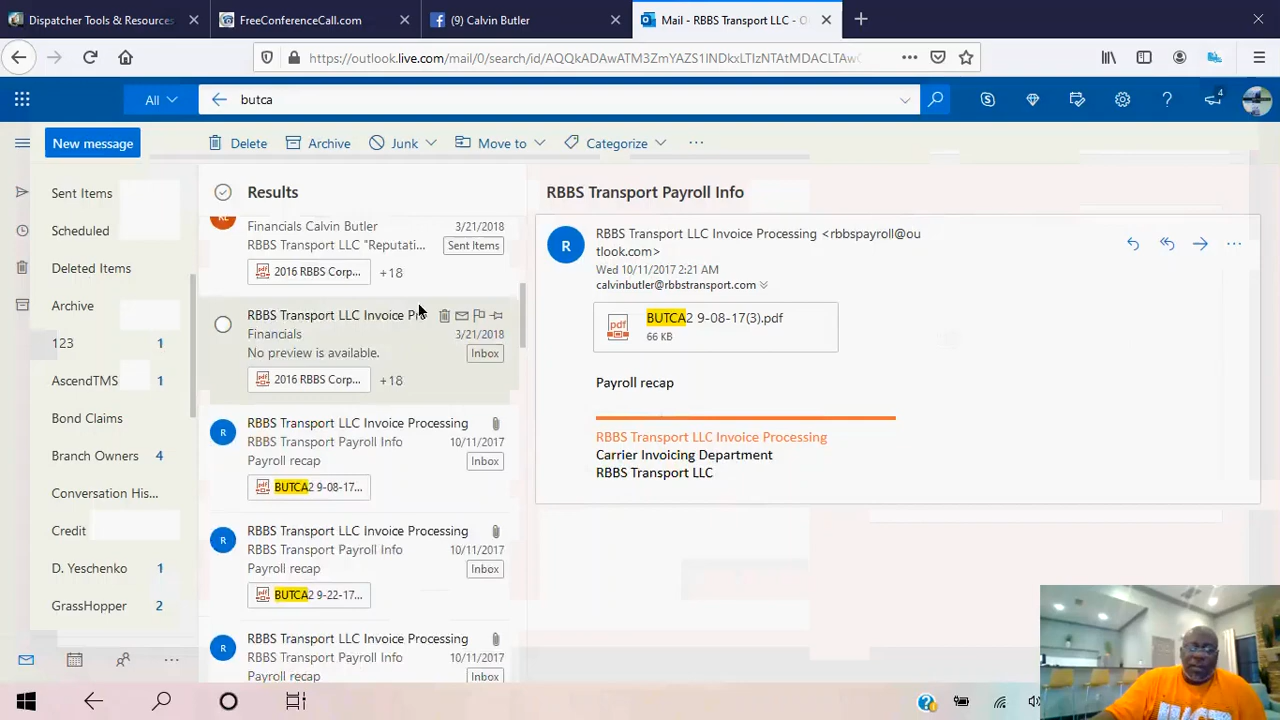 Dispatcher Tools & Resources
FreeConferenceCall.com
(9) Calvin Butler
Mail - RBBS Transport LLC - O
https://outlook.live.com/mail/0/search/id/AQQkADAwATM3ZmYAZS1lNDkxLTIzNTAtMDACLTAw
All
butca
4
New message
Delete
Archive
Junk
Move to
Categorize
Sent Items
Scheduled
Deleted Items
Archive
123 1
AscendTMS 1
Bond Claims
Branch Owners 4
Conversation His...
Credit
D. Yeschenko 1
GrassHopper 2
Results
Financials Calvin Butler 3/21/2018
RBBS Transport LLC "Reputati... Sent Items
2016 RBBS Corp... +18
RBBS Transport LLC Invoice Pr
Financials 3/21/2018
No preview is available. Inbox
2016 RBBS Corp... +18
RBBS Transport LLC Invoice Processing
RBBS Transport Payroll Info 10/11/2017
Payroll recap Inbox
BUTCA2 9-08-17...
RBBS Transport LLC Invoice Processing
RBBS Transport Payroll Info 10/11/2017
Payroll recap Inbox
BUTCA2 9-22-17...
RBBS Transport LLC Invoice Processing
RBBS Transport Payroll Info 10/11/2017
Payroll recap Inbox
RBBS Transport Payroll Info
R
RBBS Transport LLC Invoice Processing <rbbspayroll@ou
tlook.com>
Wed 10/11/2017 2:21 AM
calvinbutler@rbbstransport.com
pdf
BUTCA2 9-08-17(3).pdf
66 KB
Payroll recap
RBBS Transport LLC Invoice Processing
Carrier Invoicing Department
RBBS Transport LLC